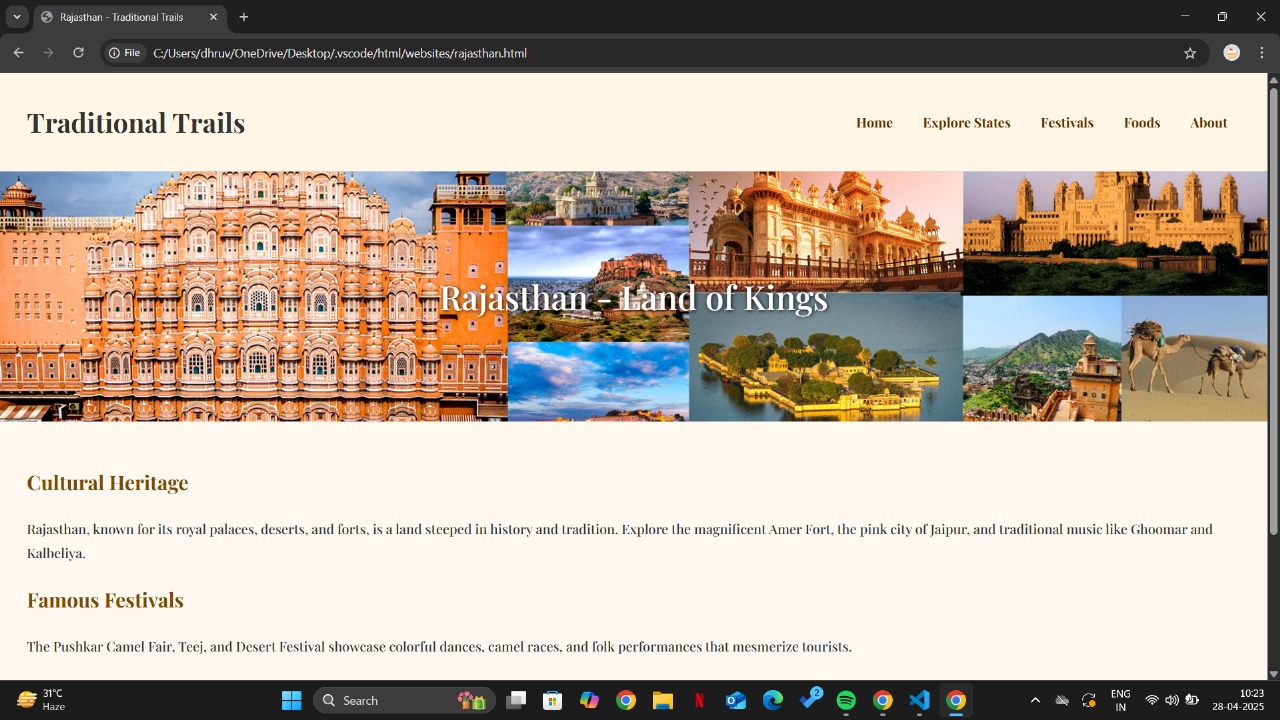 Rajasthan - Traditional Trails
File
C:/Users/dhruv/OneDrive/Desktop/.vscode/html/websites/rajasthan.html
Traditional Trails
Home
Explore States
Festivals
Foods
About
Rajasthan - Land of Kings
Cultural Heritage
Rajasthan, known for its royal palaces, deserts, and forts, is a land steeped in history and tradition. Explore the magnificent Amer Fort, the pink city of Jaipur, and traditional music like Ghoomar and
Kalbeliya.
Famous Festivals
The Pushkar Camel Fair, Teej, and Desert Festival showcase colorful dances, camel races, and folk performances that mesmerize tourists.
31°C
Haze
Search
2
ENG
IN
10:23
28-04-2025